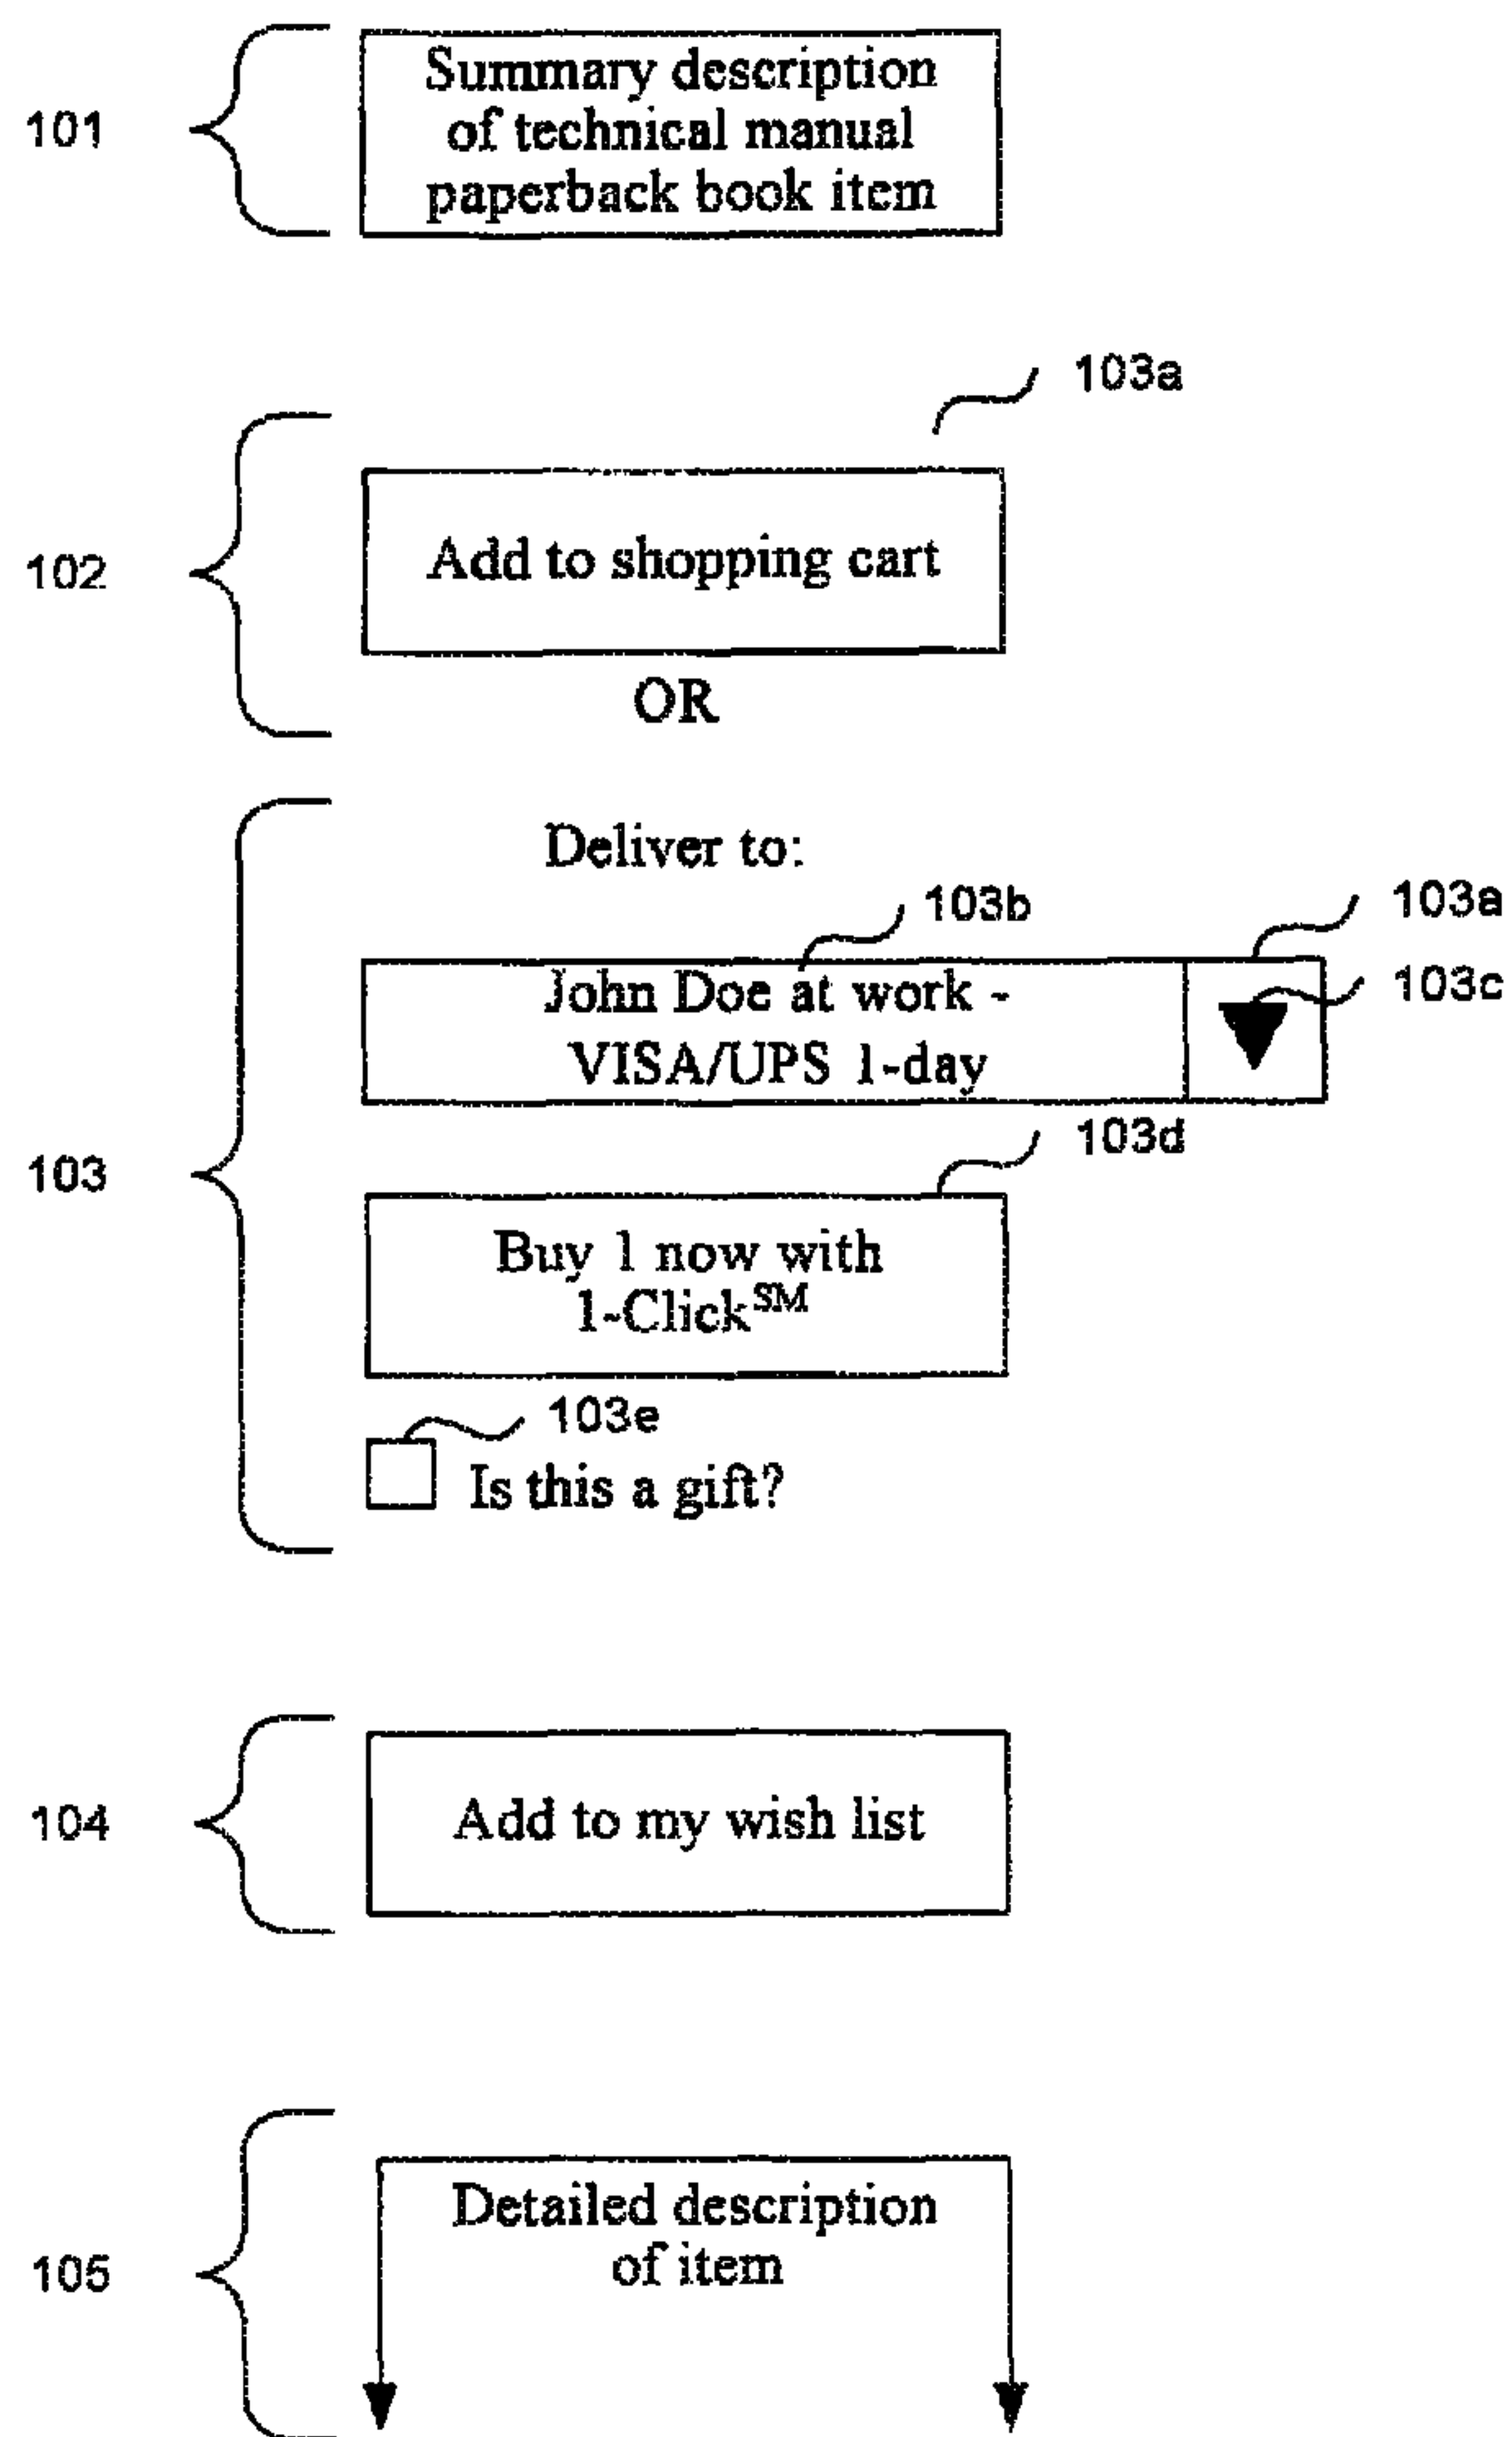 101
Summary description
of technical manual
paperback book item
103a
102
Add to shopping cart
OR
Deliver to:
103b
103a
103c
John Doe at work -
VISA/UPS 1-day
103
103d
Buy 1 now with
1-Click℠
103e
Is this a gift?
104
Add to my wish list
105
Detailed description
of item